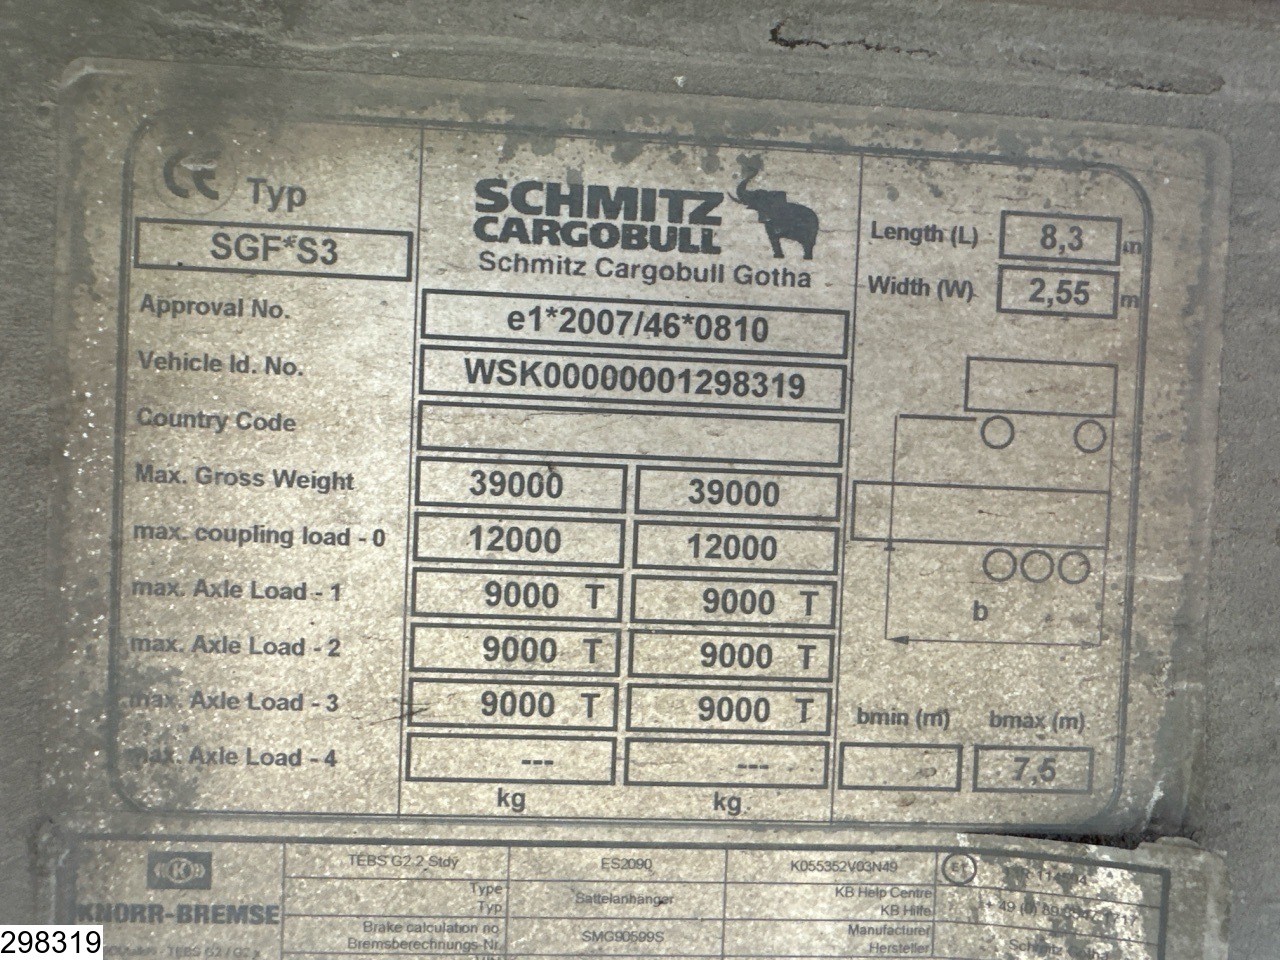 CE Typ
SGF*S3
SCHMITZ
CARGOBULL
Schmitz Cargobull Gotha
Length (L) 8,3 m
Width (W) 2,55 m
Approval No. e1*2007/46*0810
Vehicle Id. No. WSK00000001298319
Country Code
Max. Gross Weight 39000 39000
max. coupling load - 0 12000 12000
max. Axle Load - 1 9000 T 9000 T
max. Axle Load - 2 9000 T 9000 T
max. Axle Load - 3 9000 T 9000 T
max. Axle Load - 4 --- ---
kg kg
b
bmin (m) bmax (m)
7,5
KNORR-BREMSE
TEBS G2.2 Stdy ES2090 K055352V03N49
Type
Typ
Sattelanhänger
KB Help Centre
KB Hilfe
Brake calculation no
Bremsberechnungs-Nr.
SMG90599S
Manufacturer
Hersteller
Schmitz Gotha
298319